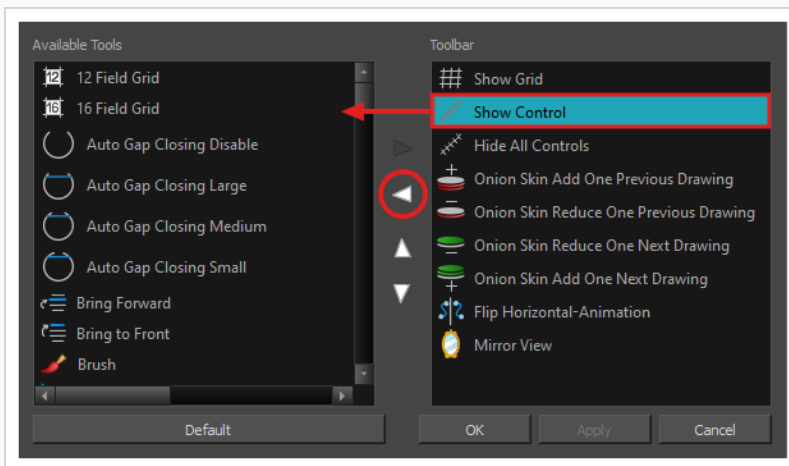 Available Tools
12 12 Field Grid
16 16 Field Grid
Auto Gap Closing Disable
Auto Gap Closing Large
Auto Gap Closing Medium
Auto Gap Closing Small
Bring Forward
Bring to Front
Brush
Default
Toolbar
Show Grid
Show Control
Hide All Controls
Onion Skin Add One Previous Drawing
Onion Skin Reduce One Previous Drawing
Onion Skin Reduce One Next Drawing
Onion Skin Add One Next Drawing
Flip Horizontal-Animation
Mirror View
OK
Apply
Cancel